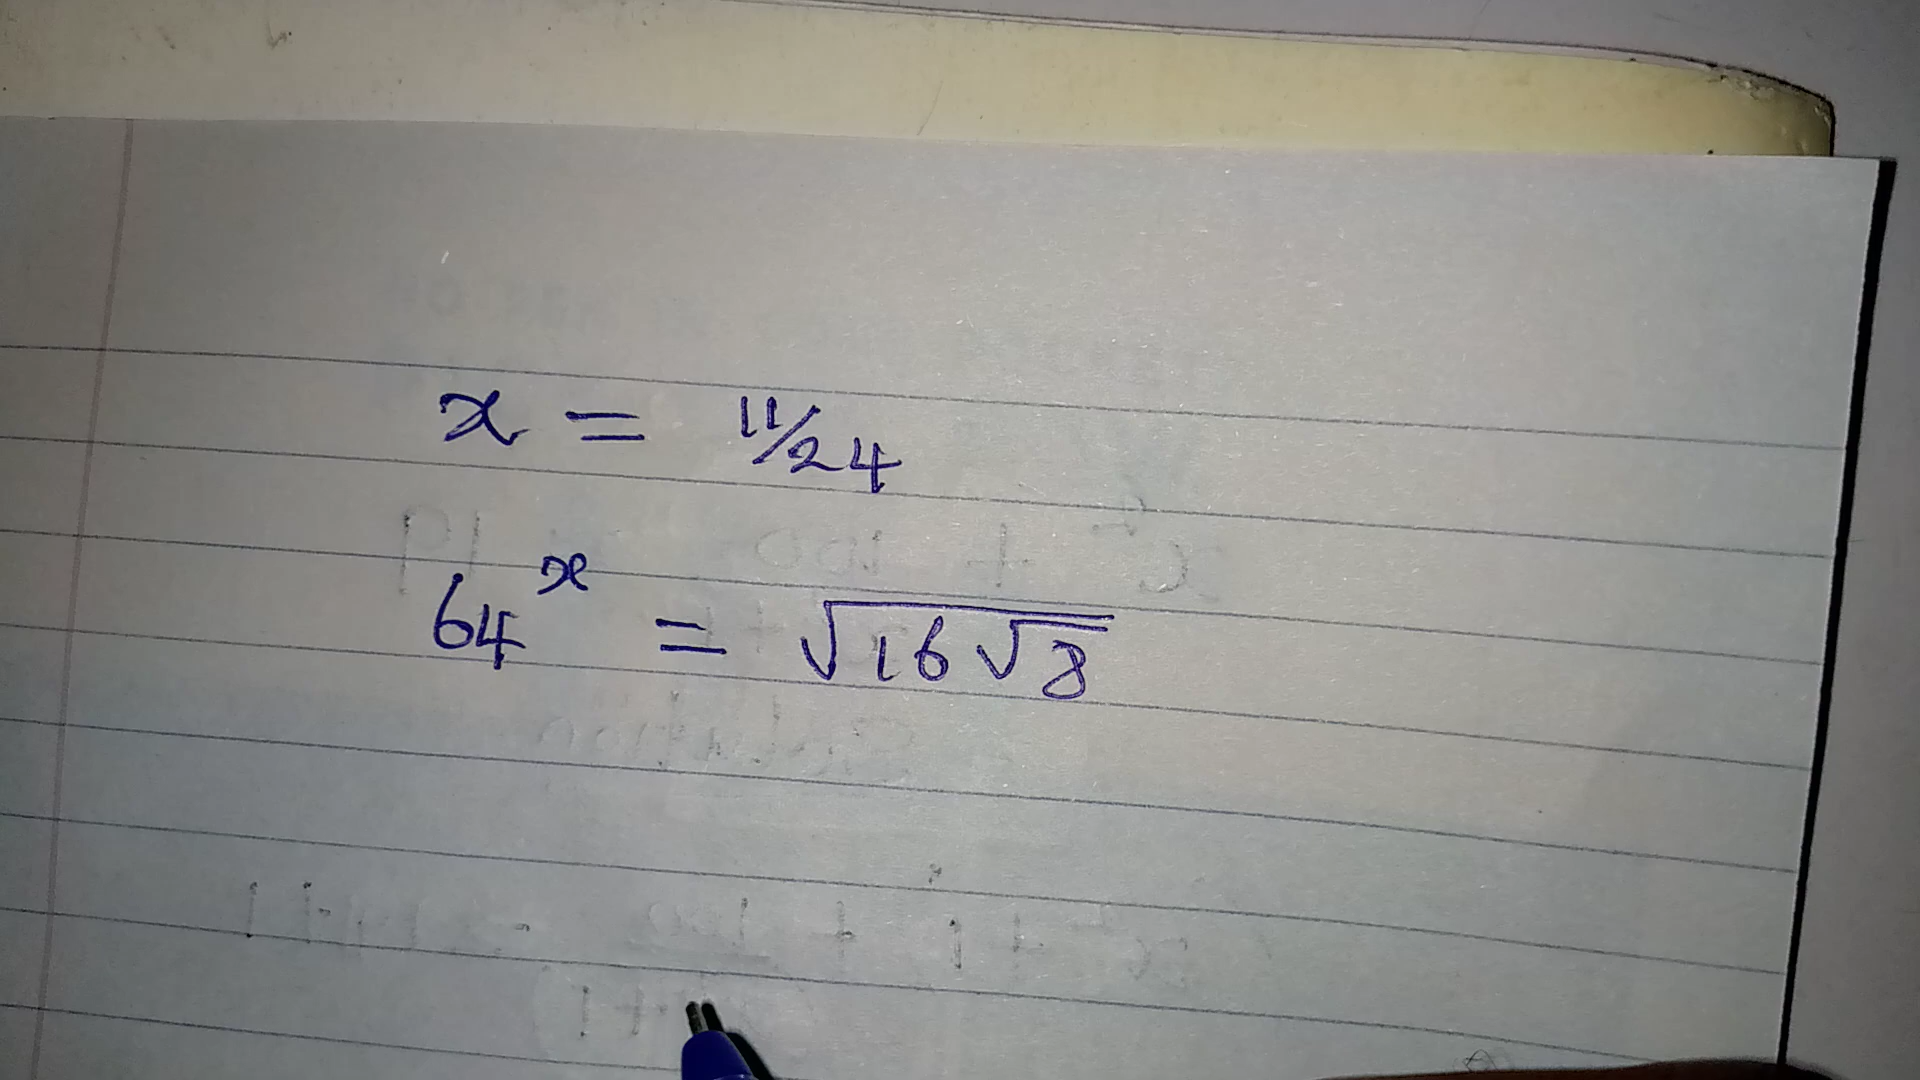 x = 11/24
64^x = √(16√8)